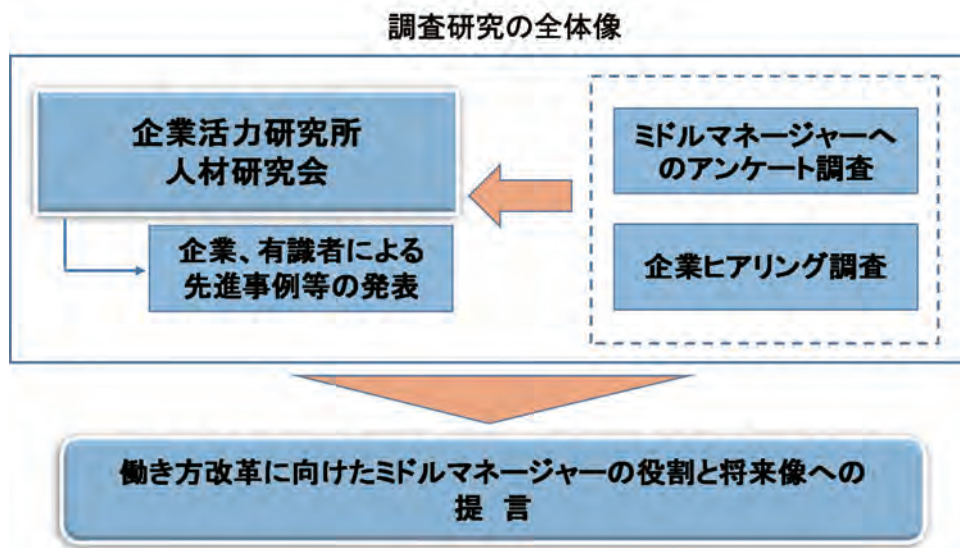 調査研究の全体像
企業活力研究所
人材研究会
企業、有識者による
先進事例等の発表
ミドルマネージャーへ
のアンケート調査
企業ヒアリング調査
働き方改革に向けたミドルマネージャーの役割と将来像への
提 言